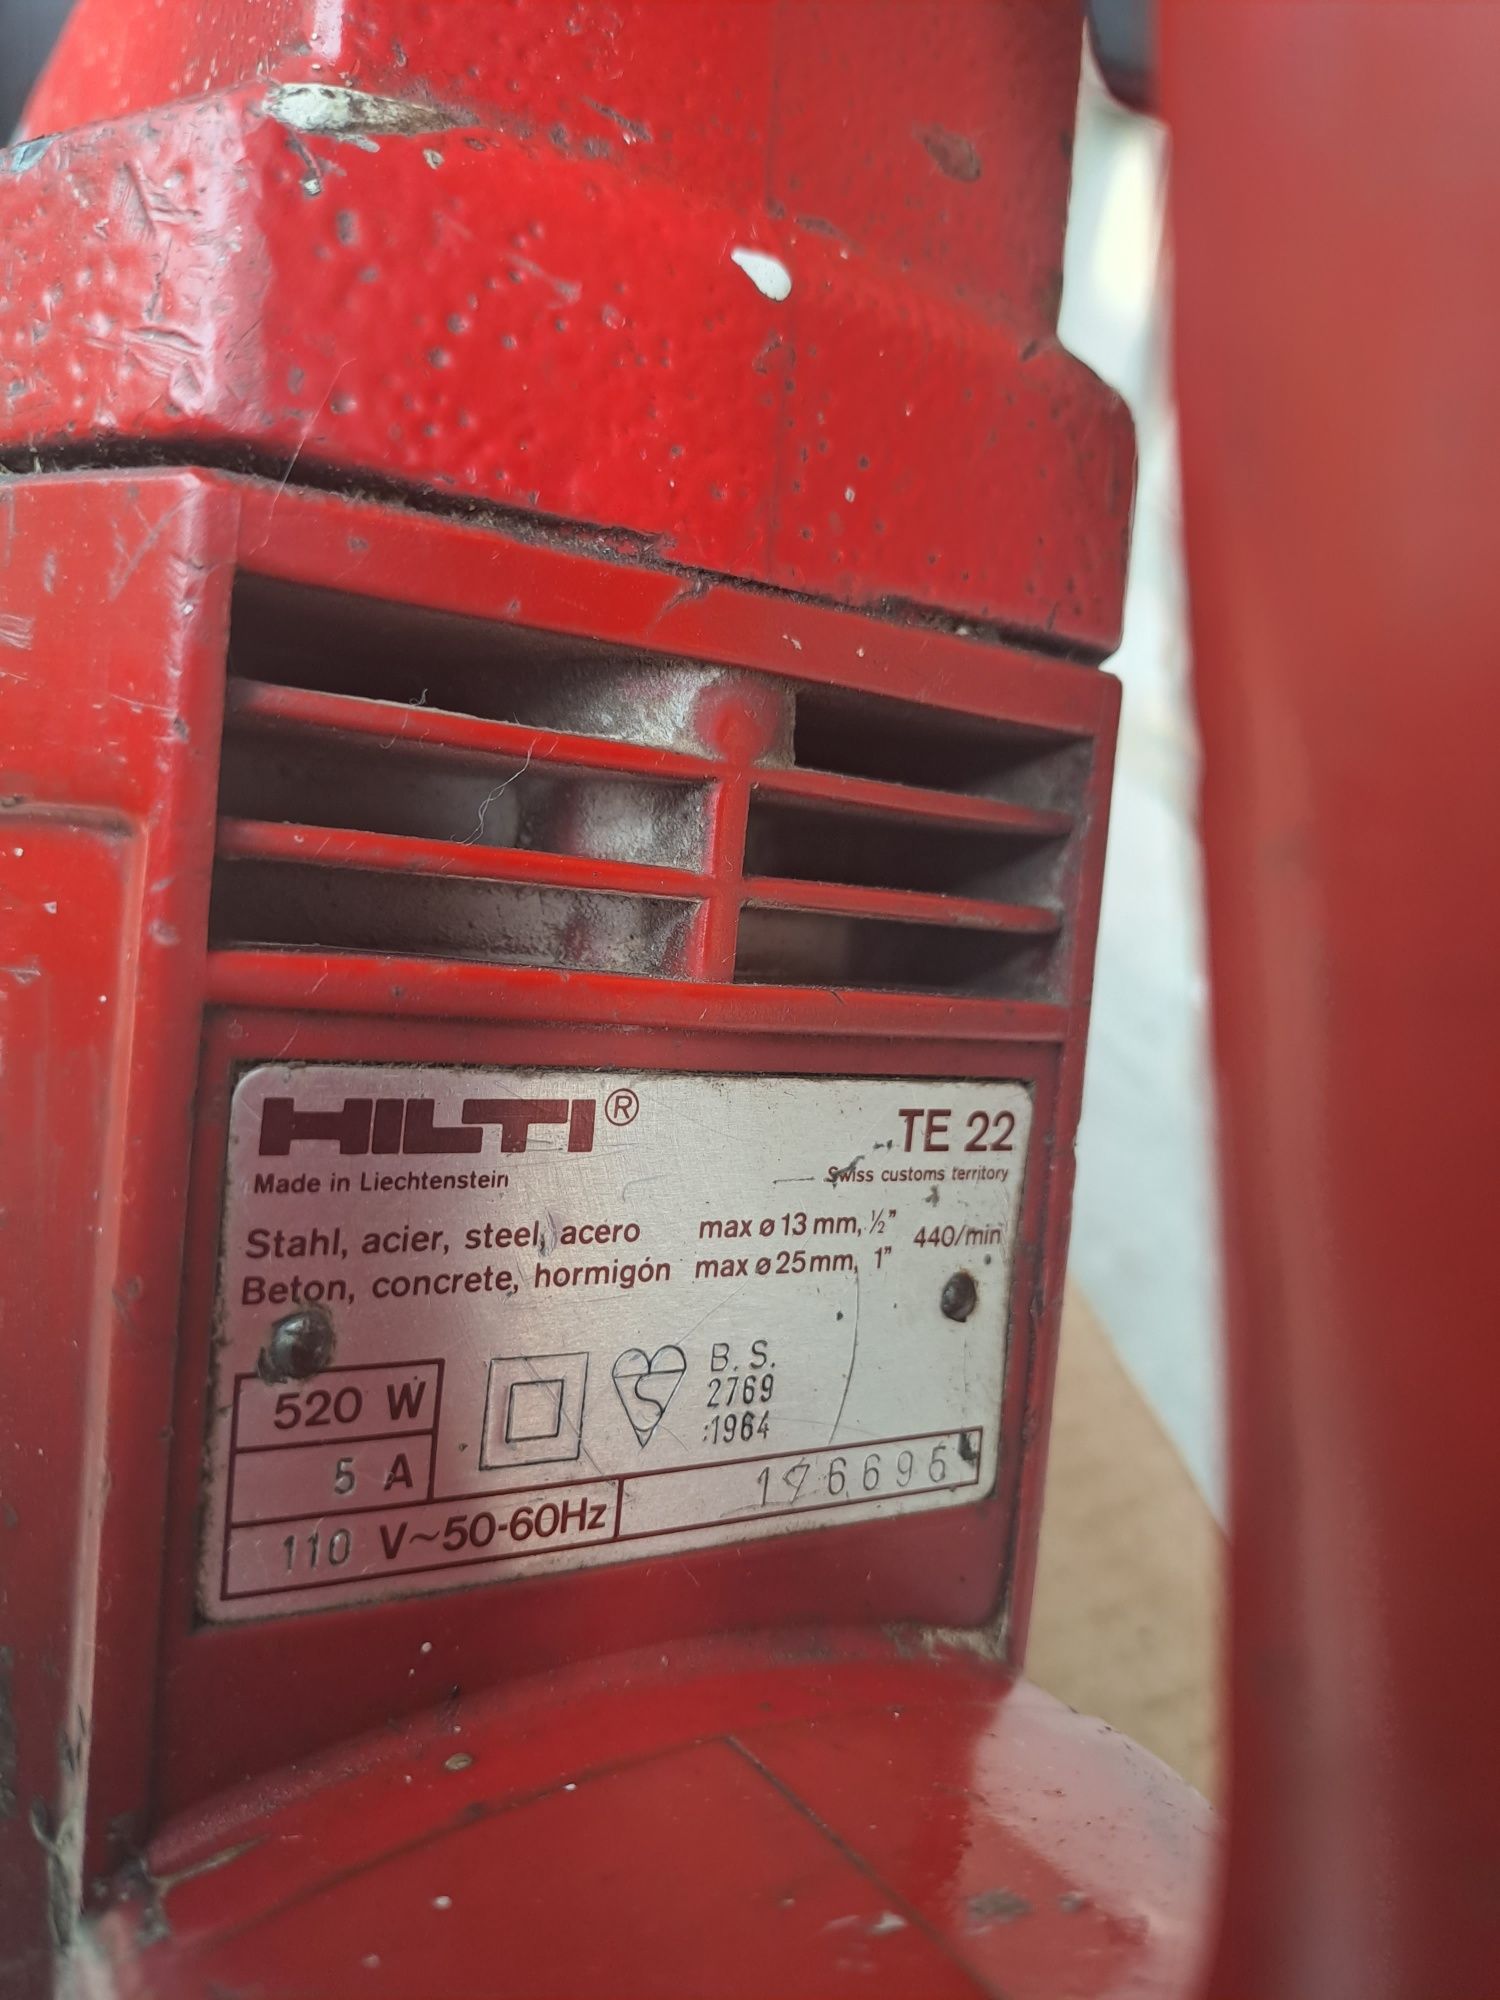 HILTI® TE 22
Made in Liechtenstein Swiss customs territory
Stahl, acier, steel, acero max ø 13 mm, ½" 440/min
Beton, concrete, hormigón max ø 25 mm, 1"
520 W
B. S.
2769
:1964
5 A
110 V~50-60Hz 176696